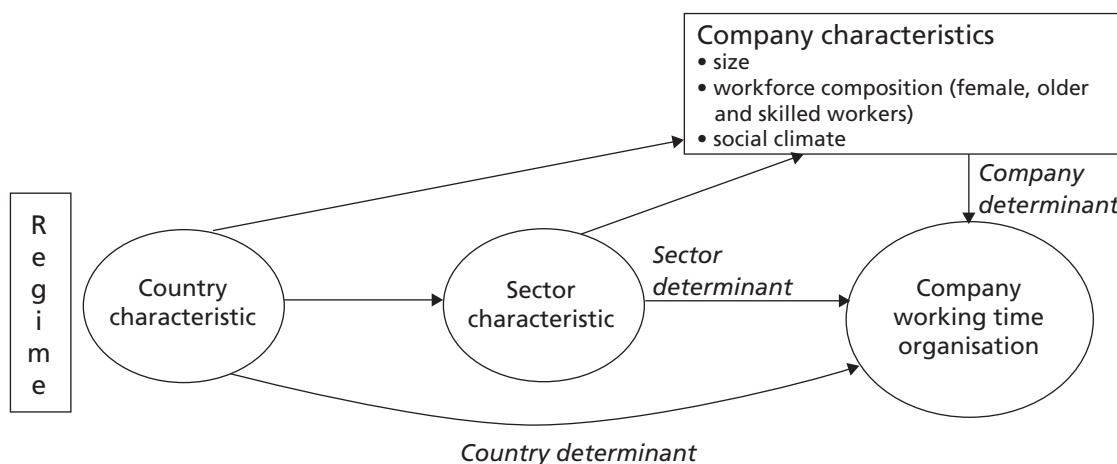 Company characteristics
• size
• workforce composition (female, older
and skilled workers)
• social climate
Company
determinant
Regime
Country
characteristic
Sector
characteristic
Sector
determinant
Company
working time
organisation
Country determinant